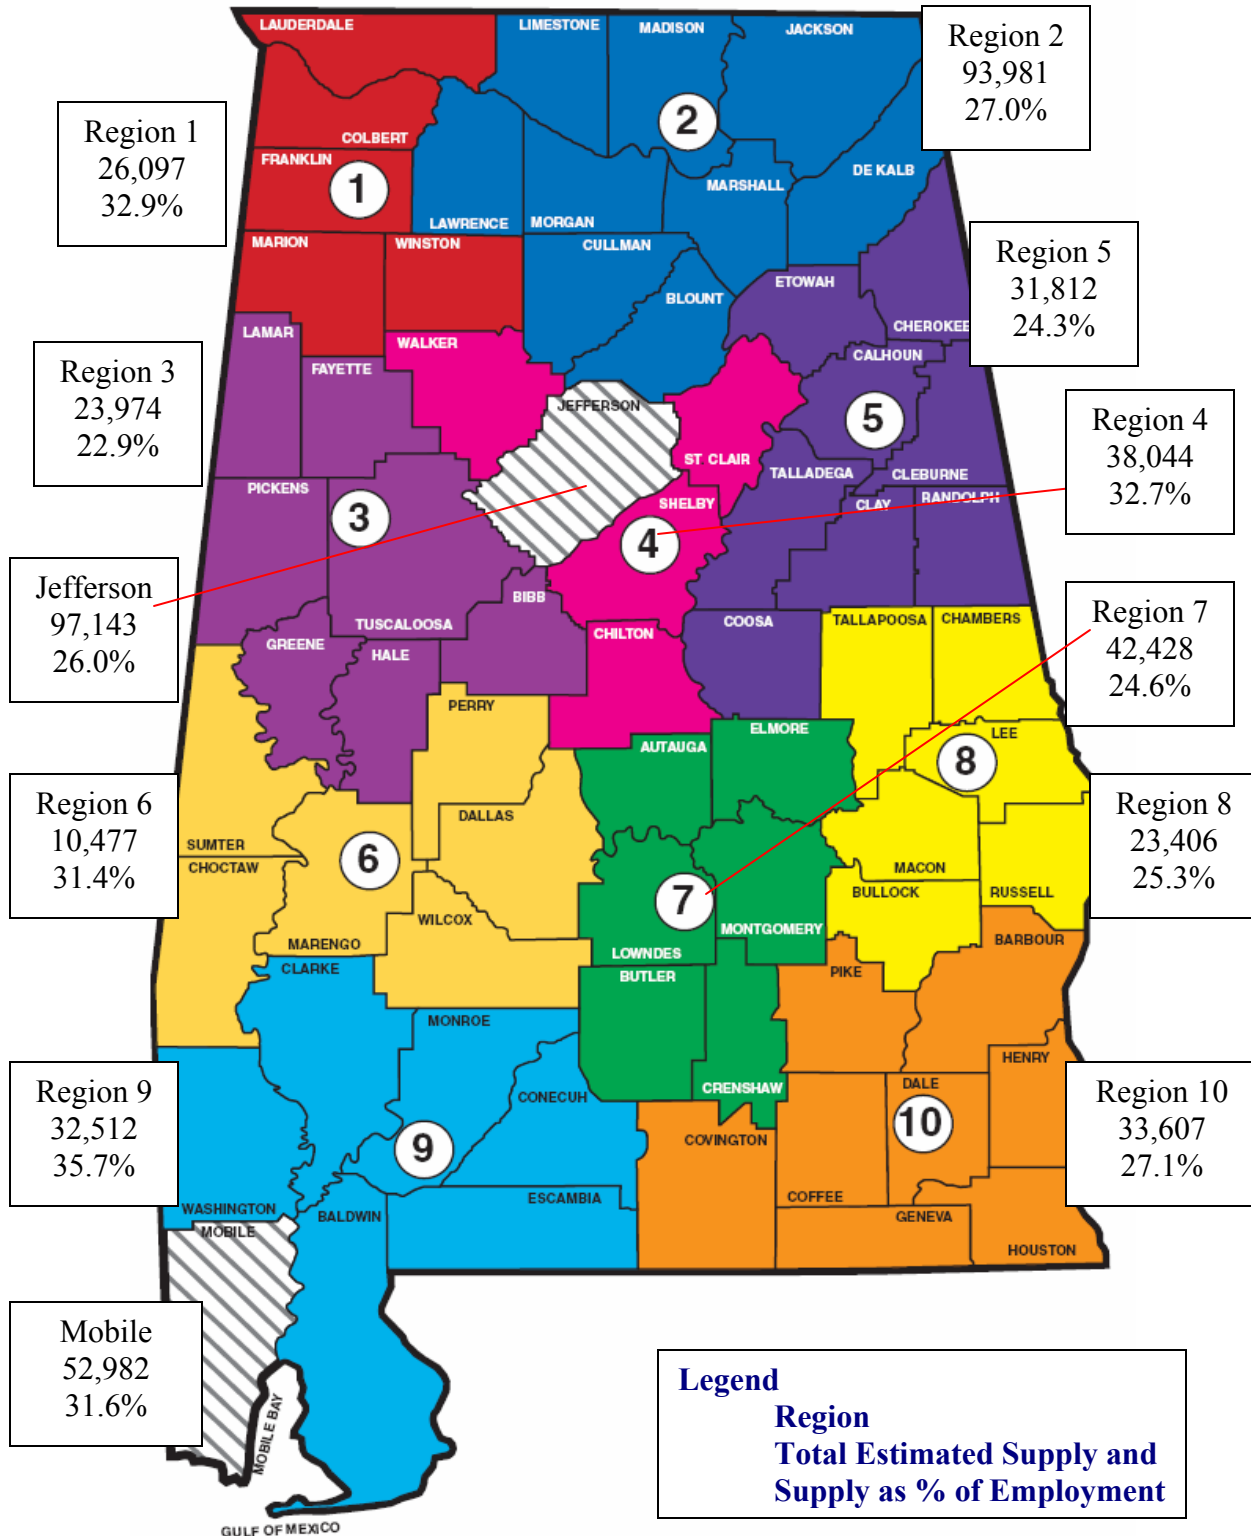 LAUDERDALE
LIMESTONE
MADISON
JACKSON
Region 2
93,981
27.0%
Region 1
26,097
32.9%
COLBERT
FRANKLIN
1
2
MARSHALL
DE KALB
LAWRENCE
MORGAN
MARION
WINSTON
CULLMAN
BLOUNT
ETOWAH
Region 5
31,812
24.3%
CHEROKEE
LAMAR
WALKER
FAYETTE
CALHOUN
Region 3
23,974
22.9%
JEFFERSON
5
Region 4
38,044
32.7%
ST. CLAIR
TALLADEGA
CLEBURNE
PICKENS
SHELBY
CLAY
RANDOLPH
3
4
Jefferson
97,143
26.0%
BIBB
TUSCALOOSA
GREENE
HALE
CHILTON
COOSA
TALLAPOOSA
CHAMBERS
Region 7
42,428
24.6%
PERRY
AUTAUGA
ELMORE
LEE
8
Region 6
10,477
31.4%
DALLAS
Region 8
23,406
25.3%
SUMTER
CHOCTAW
6
MACON
BULLOCK
RUSSELL
7
WILCOX
MARENGO
MONTGOMERY
LOWNDES
BARBOUR
CLARKE
BUTLER
PIKE
MONROE
HENRY
Region 9
32,512
35.7%
CONECUH
CRENSHAW
DALE
10
Region 10
33,607
27.1%
9
COVINGTON
ESCAMBIA
COFFEE
WASHINGTON
BALDWIN
GENEVA
MOBILE
HOUSTON
Mobile
52,982
31.6%
MOBILE BAY
GULF OF MEXICO
Legend
Region
Total Estimated Supply and
Supply as % of Employment